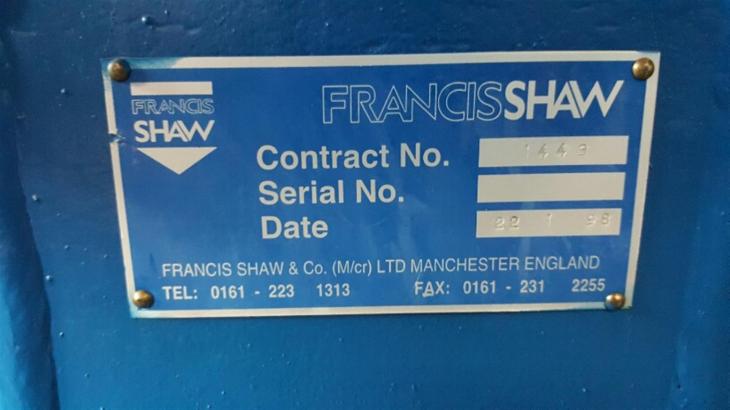 FRANCIS
SHAW
FRANCISSHAW
Contract No. 1449
Serial No.
Date 22 1 98
FRANCIS SHAW & Co. (M/cr) LTD MANCHESTER ENGLAND
TEL: 0161 - 223 1313 FAX: 0161 - 231 2255